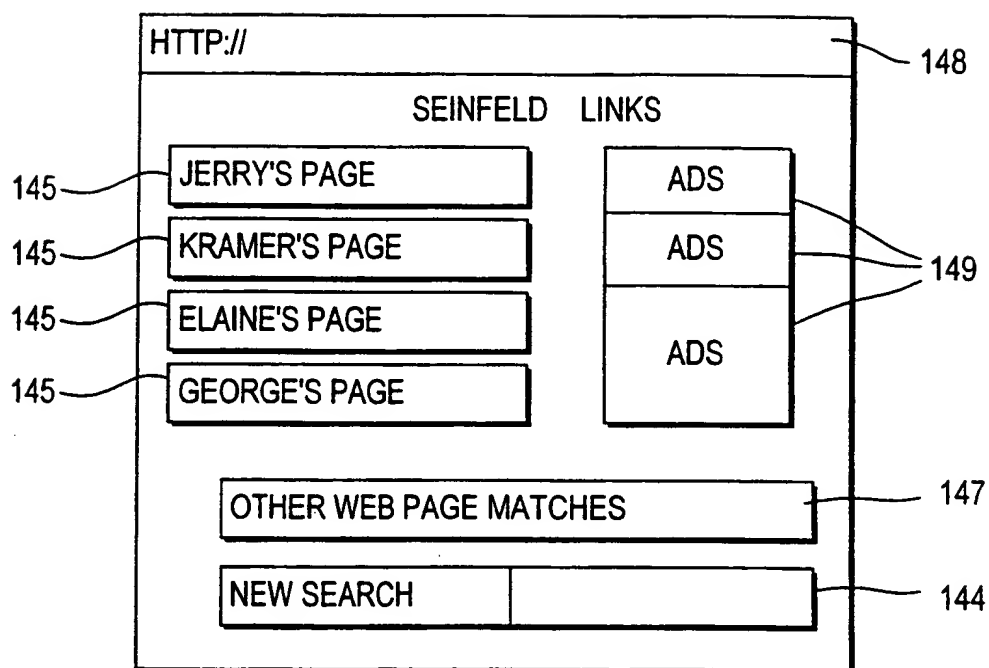 HTTP://
148
SEINFELD LINKS
145 JERRY'S PAGE
ADS
145 KRAMER'S PAGE
ADS
149
145 ELAINE'S PAGE
ADS
145 GEORGE'S PAGE
OTHER WEB PAGE MATCHES
147
NEW SEARCH
144